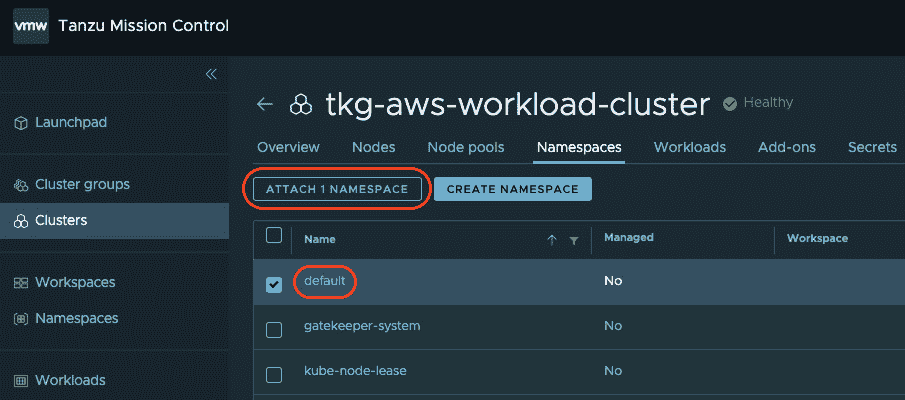 vmw Tanzu Mission Control
Launchpad
Cluster groups
Clusters
Workspaces
Namespaces
Workloads
tkg-aws-workload-cluster Healthy
Overview Nodes Node pools Namespaces Workloads Add-ons Secrets
ATTACH 1 NAMESPACE CREATE NAMESPACE
Name Managed Workspace
default No
gatekeeper-system No
kube-node-lease No